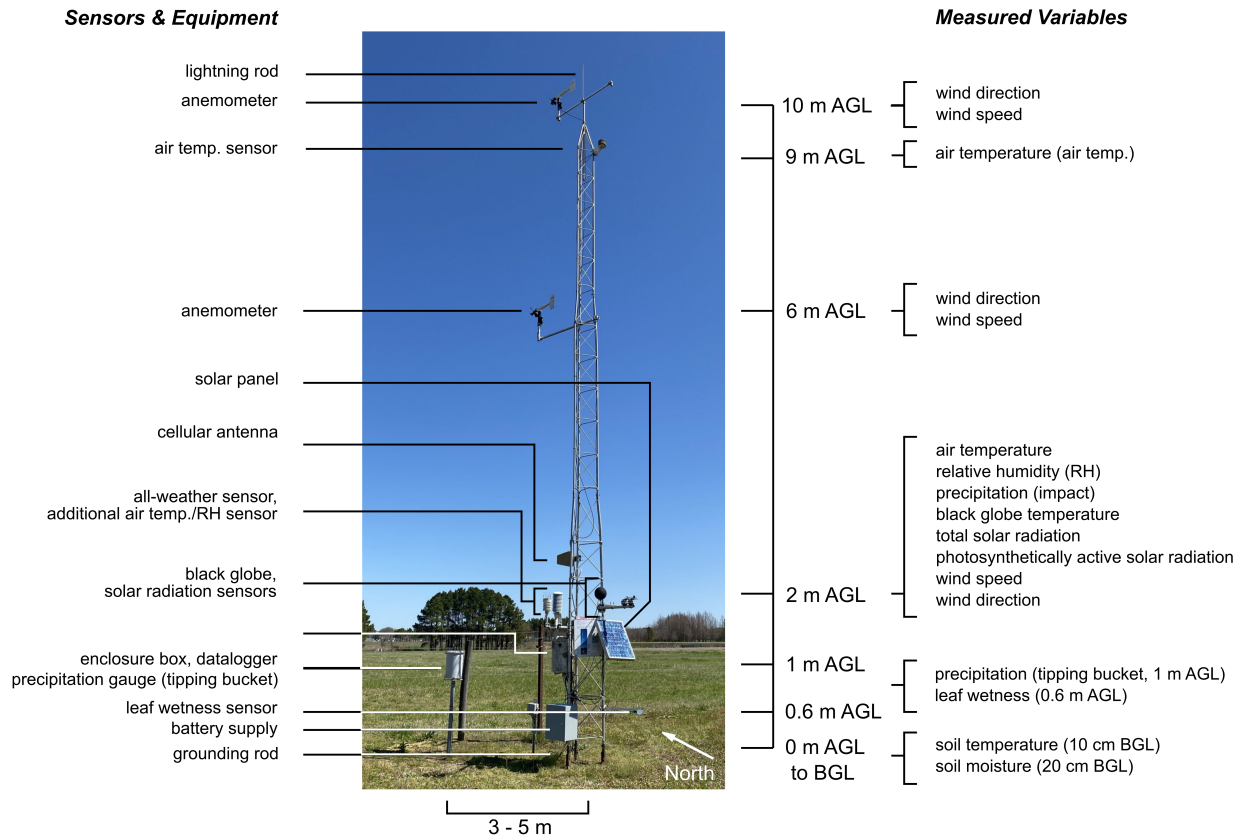 Sensors & Equipment
lightning rod
anemometer
air temp. sensor
anemometer
solar panel
cellular antenna
all-weather sensor,
additional air temp./RH sensor
black globe,
solar radiation sensors
enclosure box, datalogger
precipitation gauge (tipping bucket)
leaf wetness sensor
battery supply
grounding rod
North
3 - 5 m
10 m AGL
9 m AGL
6 m AGL
2 m AGL
1 m AGL
0.6 m AGL
0 m AGL
to BGL
Measured Variables
wind direction
wind speed
air temperature (air temp.)
wind direction
wind speed
air temperature
relative humidity (RH)
precipitation (impact)
black globe temperature
total solar radiation
photosynthetically active solar radiation
wind speed
wind direction
precipitation (tipping bucket, 1 m AGL)
leaf wetness (0.6 m AGL)
soil temperature (10 cm BGL)
soil moisture (20 cm BGL)